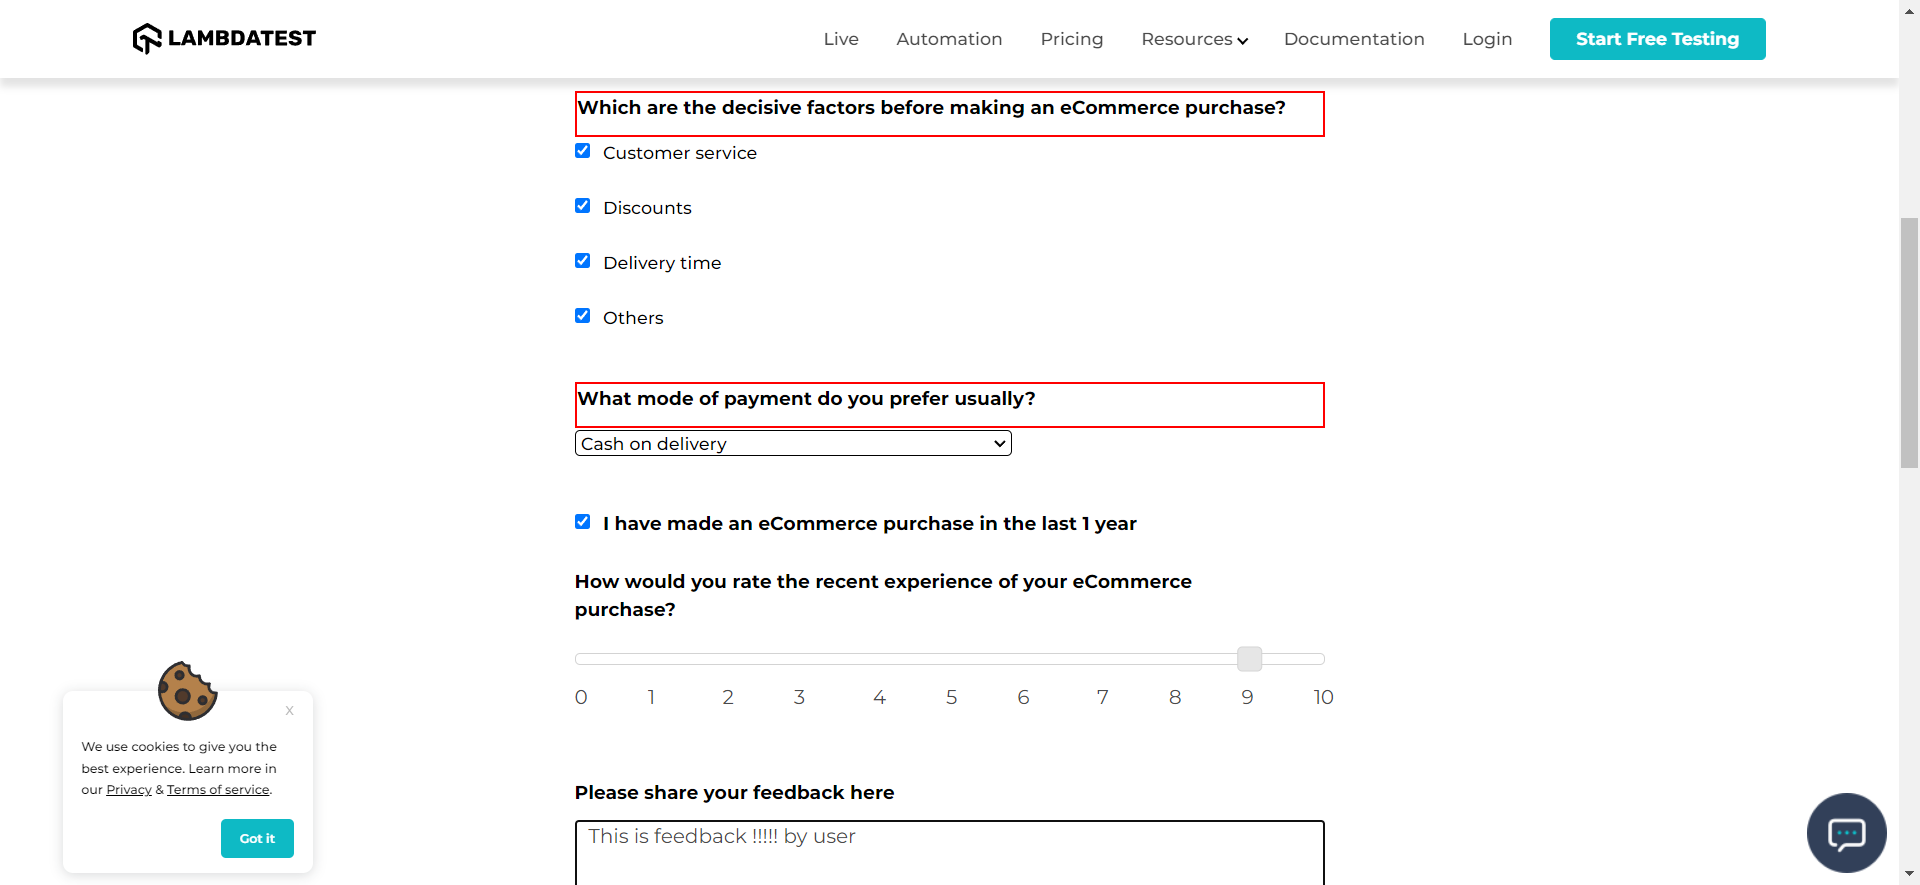 LAMBDATEST
Live Automation Pricing Resources Documentation Login Start Free Testing
Which are the decisive factors before making an eCommerce purchase?
Customer service
Discounts
Delivery time
Others
What mode of payment do you prefer usually?
Cash on delivery
I have made an eCommerce purchase in the last 1 year
How would you rate the recent experience of your eCommerce
purchase?
0 1 2 3 4 5 6 7 8 9 10
Please share your feedback here
This is feedback !!!!! by user
X
We use cookies to give you the
best experience. Learn more in
our Privacy & Terms of service.
Got it